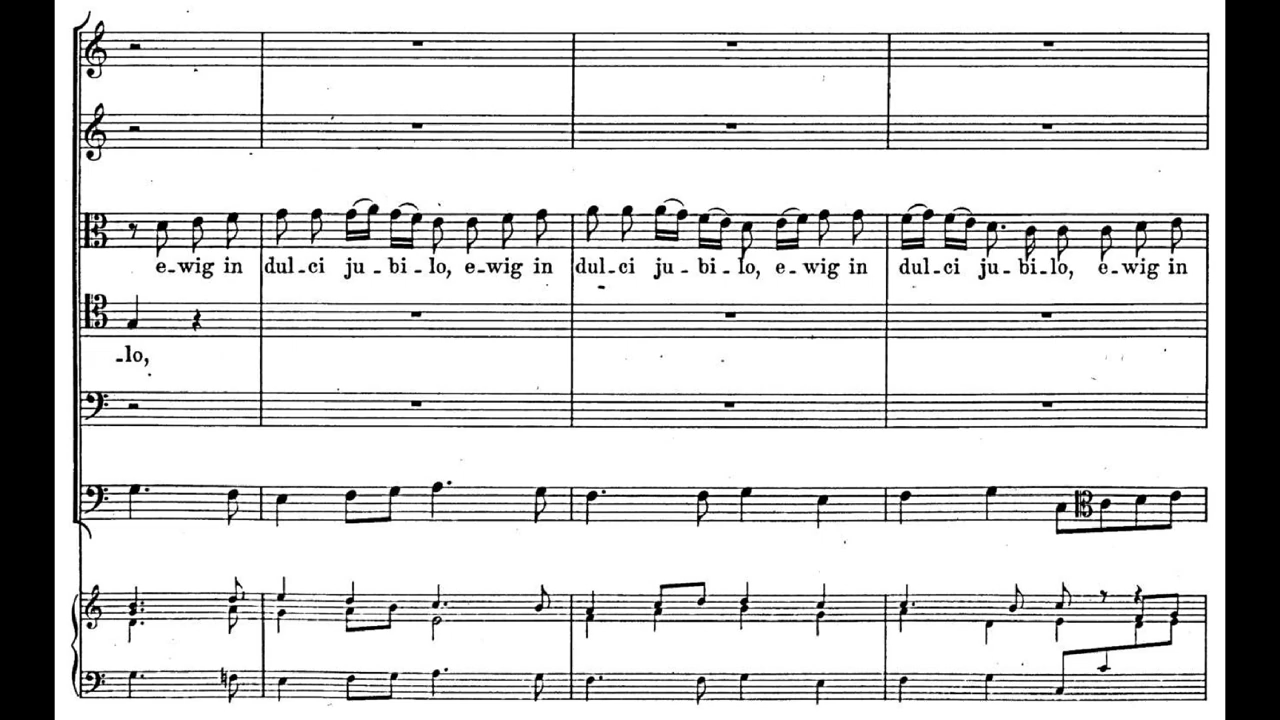 e-wig in dul-ci ju-bi-lo, e-wig in dul-ci ju-bi-lo, e-wig in dul-ci ju-bi-lo, e-wig in
-lo,